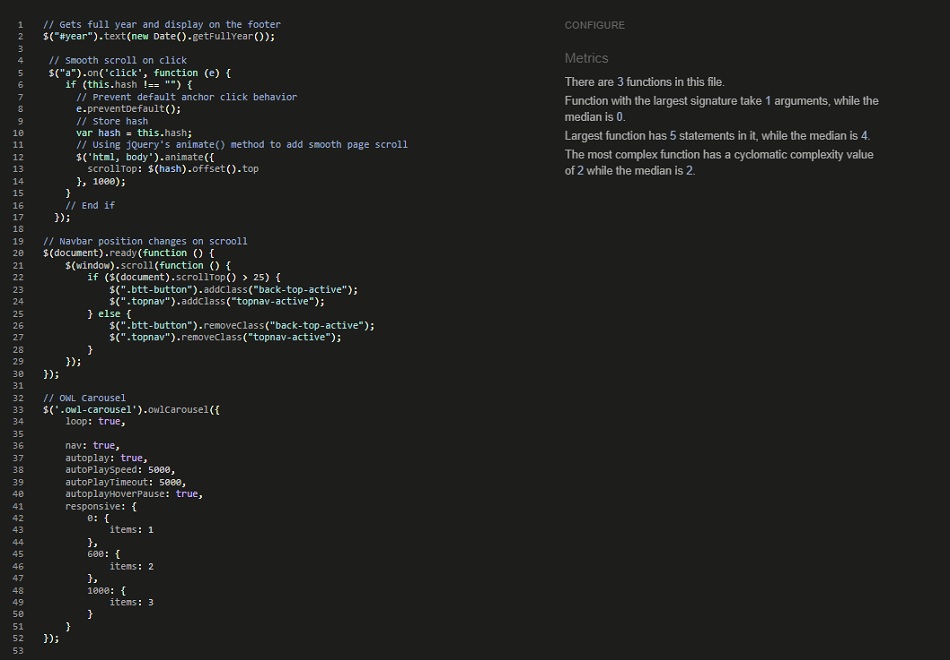 1 // Gets full year and display on the footer
2 $("#year").text(new Date().getFullYear());
3
4 // Smooth scroll on click
5 $("a").on('click', function (e) {
6 if (this.hash !== "") {
7 // Prevent default anchor click behavior
8 e.preventDefault();
9 // Store hash
10 var hash = this.hash;
11 // Using jQuery's animate() method to add smooth page scroll
12 $('html, body').animate({
13 scrollTop: $(hash).offset().top
14 }, 1000);
15 }
16 // End if
17 });
18
19 // Navbar position changes on scrooll
20 $(document).ready(function () {
21 $(window).scroll(function () {
22 if ($(document).scrollTop() > 25) {
23 $(".btt-button").addClass("back-top-active");
24 $(".topnav").addClass("topnav-active");
25 } else {
26 $(".btt-button").removeClass("back-top-active");
27 $(".topnav").removeClass("topnav-active");
28 }
29 });
30 });
31
32 // OWL Carousel
33 $('.owl-carousel').owlCarousel({
34 loop: true,
35
36 nav: true,
37 autoplay: true,
38 autoPlaySpeed: 5000,
39 autoPlayTimeout: 5000,
40 autoplayHoverPause: true,
41 responsive: {
42 0: {
43 items: 1
44 },
45 600: {
46 items: 2
47 },
48 1000: {
49 items: 3
50 }
51 }
52 });
53
CONFIGURE
Metrics
There are 3 functions in this file.
Function with the largest signature take 1 arguments, while the
median is 0.
Largest function has 5 statements in it, while the median is 4.
The most complex function has a cyclomatic complexity value
of 2 while the median is 2.